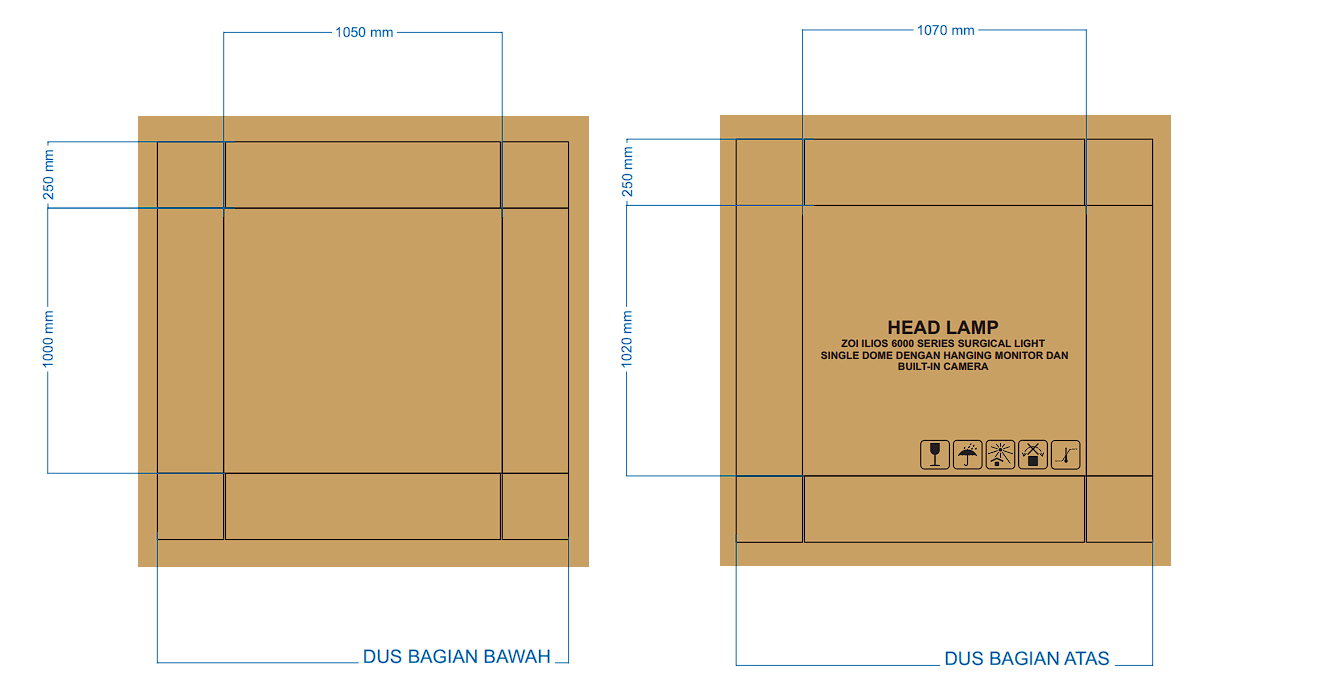 1050 mm
250 mm
1000 mm
DUS BAGIAN BAWAH
1070 mm
250 mm
1020 mm
HEAD LAMP
ZOI ILIOS 6000 SERIES SURGICAL LIGHT
SINGLE DOME DENGAN HANGING MONITOR DAN
BUILT-IN CAMERA
DUS BAGIAN ATAS